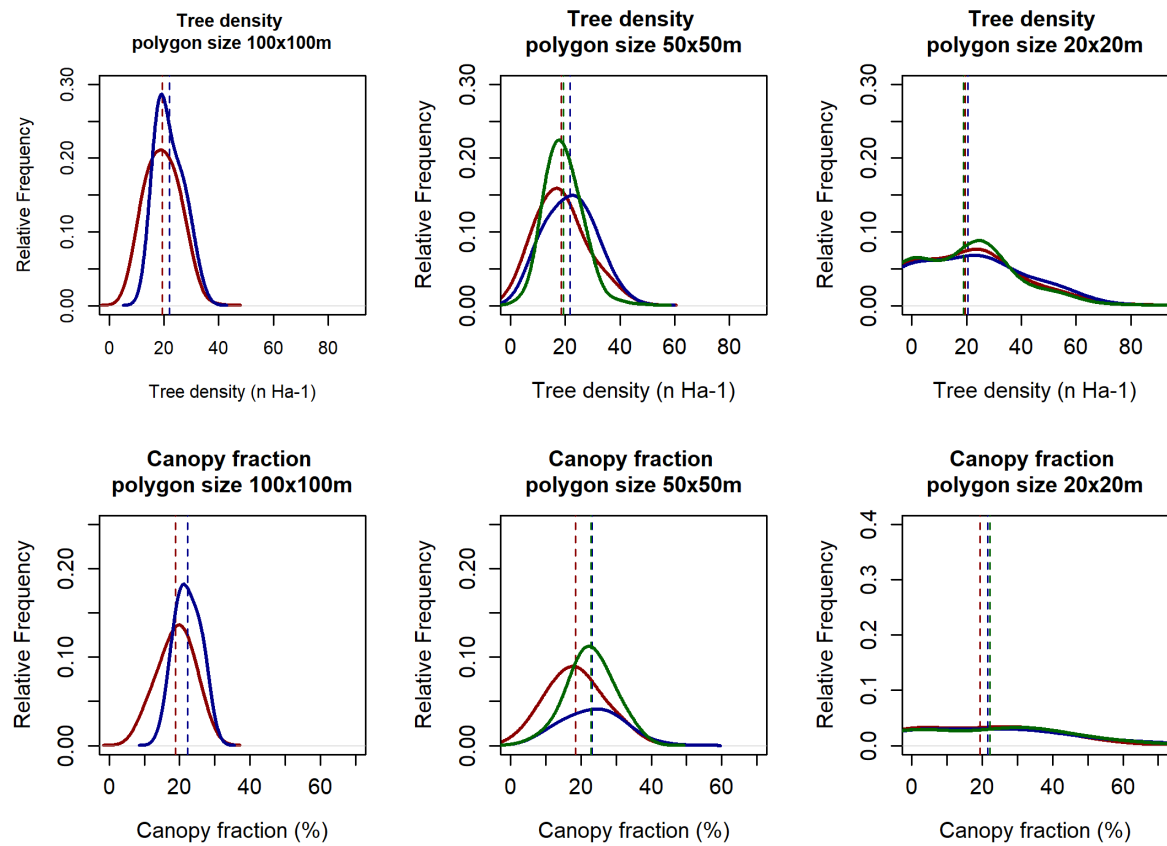 Tree density
polygon size 100x100m
Relative Frequency
0.00 0.10 0.20 0.30
0 20 40 60 80
Tree density (n Ha-1)
Tree density
polygon size 50x50m
Relative Frequency
0.00 0.10 0.20 0.30
0 20 40 60 80
Tree density (n Ha-1)
Tree density
polygon size 20x20m
Relative Frequency
0.00 0.10 0.20 0.30
0 20 40 60 80
Tree density (n Ha-1)
Canopy fraction
polygon size 100x100m
Relative Frequency
0.00 0.10 0.20
0 20 40 60
Canopy fraction (%)
Canopy fraction
polygon size 50x50m
Relative Frequency
0.00 0.10 0.20
0 20 40 60
Canopy fraction (%)
Canopy fraction
polygon size 20x20m
Relative Frequency
0.0 0.1 0.2 0.3 0.4
0 20 40 60
Canopy fraction (%)